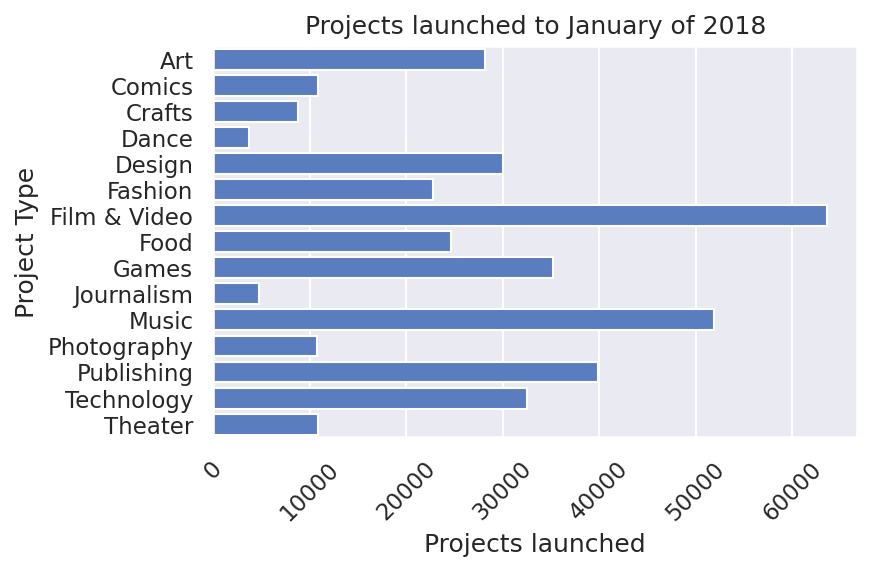 Projects launched to January of 2018
Project Type
Art
Comics
Crafts
Dance
Design
Fashion
Film & Video
Food
Games
Journalism
Music
Photography
Publishing
Technology
Theater
0
10000
20000
30000
40000
50000
60000
Projects launched